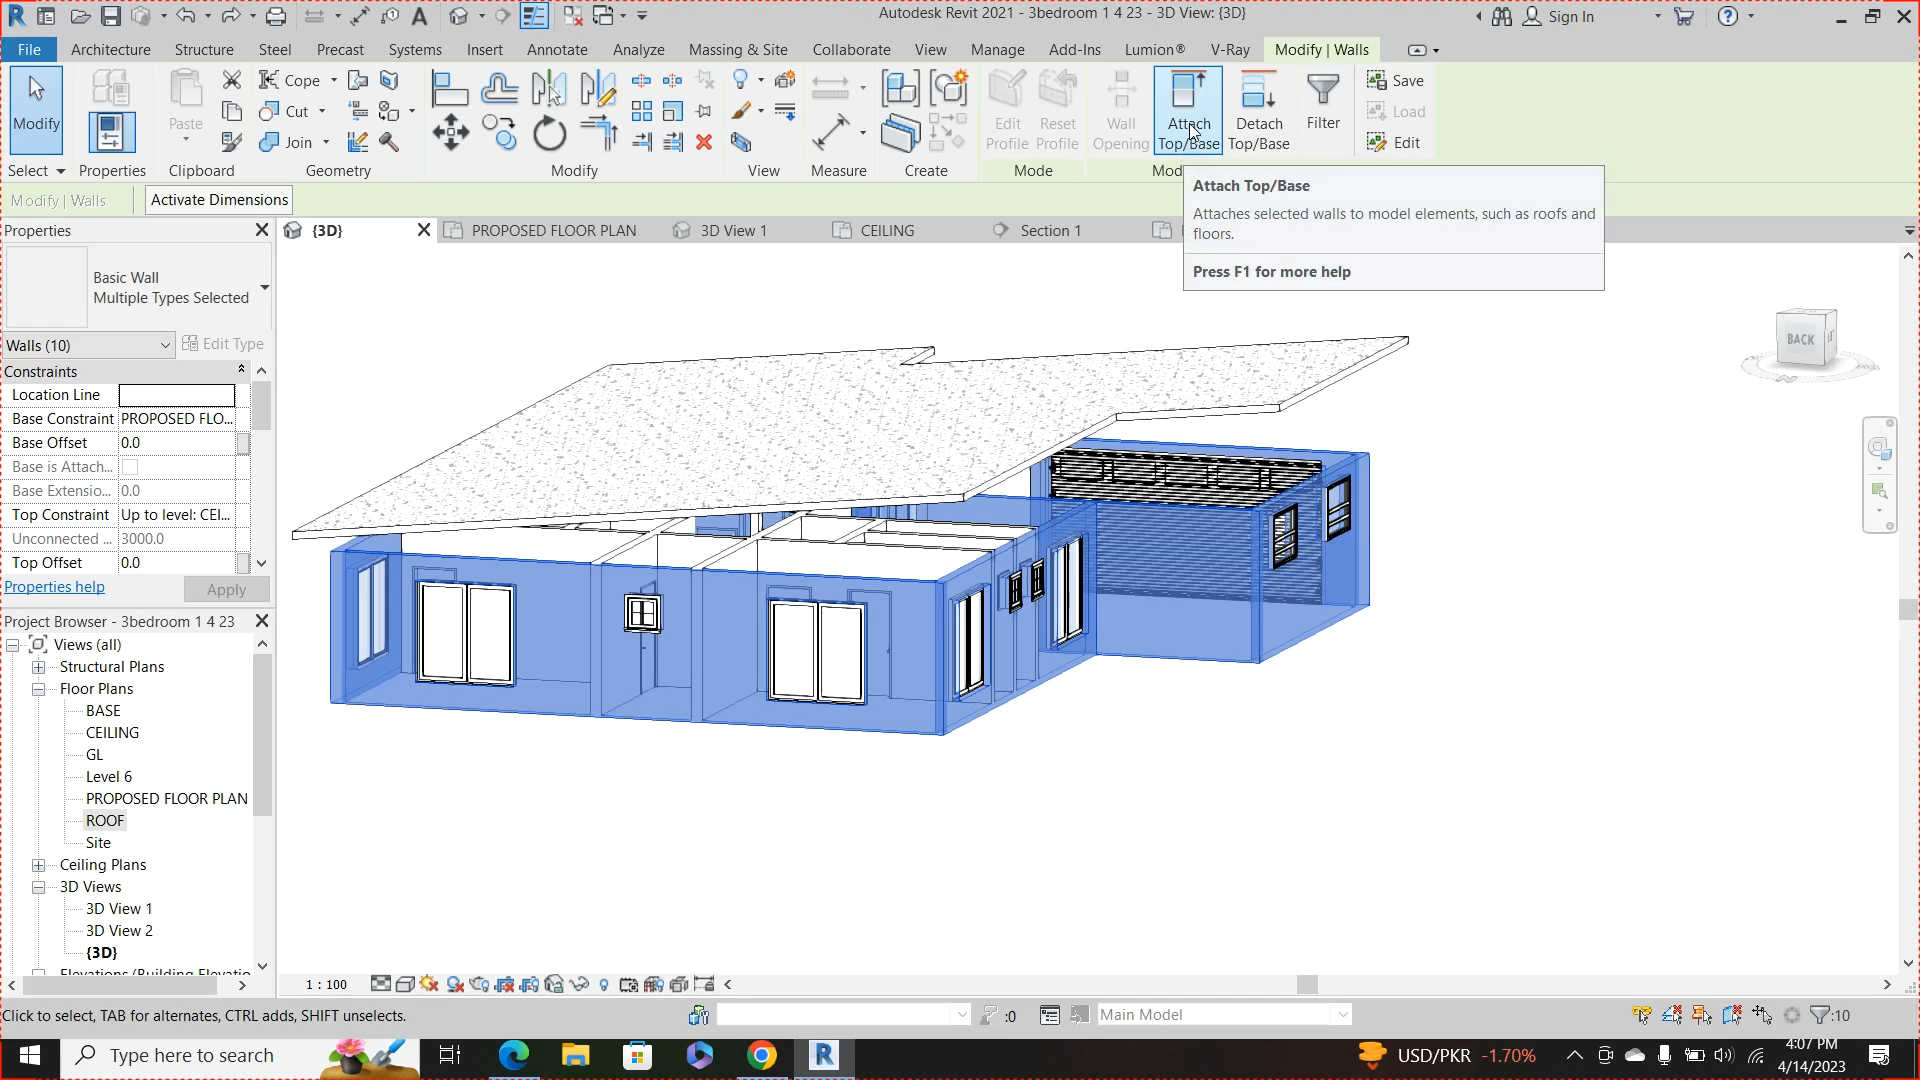 Autodesk Revit 2021 - 3bedroom 1 4 23 - 3D View: {3D}
Sign In
File Architecture Structure Steel Precast Systems Insert Annotate Analyze Massing & Site Collaborate View Manage Add-Ins Lumion® V-Ray Modify | Walls
Modify
Paste
Cope
Cut
Join
Edit Profile
Reset Profile
Wall Opening
Attach Top/Base
Detach Top/Base
Filter
Save
Load
Edit
Select Properties Clipboard Geometry Modify View Measure Create Mode Mod
Modify | Walls
Activate Dimensions
Attach Top/Base
Attaches selected walls to model elements, such as roofs and
floors.
Press F1 for more help
{3D} PROPOSED FLOOR PLAN 3D View 1 CEILING Section 1
Properties
Basic Wall
Multiple Types Selected
Walls (10) Edit Type
Constraints
Location Line
Base Constraint PROPOSED FLO...
Base Offset 0.0
Base is Attach...
Base Extensio... 0.0
Top Constraint Up to level: CEI...
Unconnected ... 3000.0
Top Offset 0.0
Properties help Apply
Project Browser - 3bedroom 1 4 23
Views (all)
Structural Plans
Floor Plans
BASE
CEILING
GL
Level 6
PROPOSED FLOOR PLAN
ROOF
Site
Ceiling Plans
3D Views
3D View 1
3D View 2
{3D}
Elevations (Building Elevatio
BACK
1 : 100
Click to select, TAB for alternates, CTRL adds, SHIFT unselects.
:0
Main Model
:10
Type here to search
USD/PKR -1.70%
4:07 PM
4/14/2023